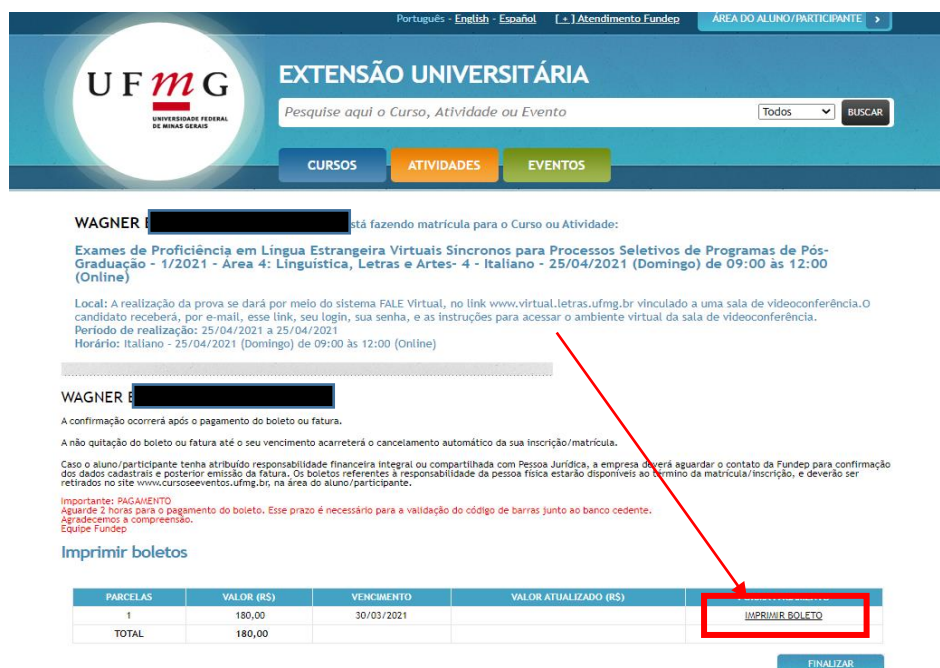 Português - English - Español [ + ] Atendimento Fundep ÁREA DO ALUNO/PARTICIPANTE >
UFMG
UNIVERSIDADE FEDERAL
DE MINAS GERAIS
EXTENSÃO UNIVERSITÁRIA
Pesquise aqui o Curso, Atividade ou Evento Todos BUSCAR
CURSOS ATIVIDADES EVENTOS
WAGNER stá fazendo matrícula para o Curso ou Atividade:
Exames de Proficiência em Língua Estrangeira Virtuais Síncronos para Processos Seletivos de Programas de Pós-
Graduação - 1/2021 - Área 4: Linguística, Letras e Artes- 4 - Italiano - 25/04/2021 (Domingo) de 09:00 às 12:00
(Online)
Local: A realização da prova se dará por meio do sistema FALE Virtual, no link www.virtual.letras.ufmg.br vinculado a uma sala de videoconferência.O
candidato receberá, por e-mail, esse link, seu login, sua senha, e as instruções para acessar o ambiente virtual da sala de videoconferência.
Período de realização: 25/04/2021 a 25/04/2021
Horário: Italiano - 25/04/2021 (Domingo) de 09:00 às 12:00 (Online)
WAGNER
A confirmação ocorrerá após o pagamento do boleto ou fatura.
A não quitação do boleto ou fatura até o seu vencimento acarreterá o cancelamento automático da sua inscrição/matrícula.
Caso o aluno/participante tenha atribuído responsabilidade financeira integral ou compartilhada com Pessoa Jurídica, a empresa deverá aguardar o contato da Fundep para confirmação
dos dados cadastrais e posterior emissão da fatura. Os boletos referentes à responsabilidade da pessoa física estarão disponíveis ao término da matrícula/inscrição, e deverão ser
retirados no site www.cursoseeventos.ufmg.br, na área do aluno/participante.
Importante: PAGAMENTO
Aguarde 2 horas para o pagamento do boleto. Esse prazo é necessário para a validação do código de barras junto ao banco cedente.
Agradecemos a compreensão.
Equipe Fundep
Imprimir boletos
PARCELAS VALOR (R$) VENCIMENTO VALOR ATUALIZADO (R$)
1 180,00 30/03/2021 IMPRIMIR BOLETO
TOTAL 180,00
FINALIZAR